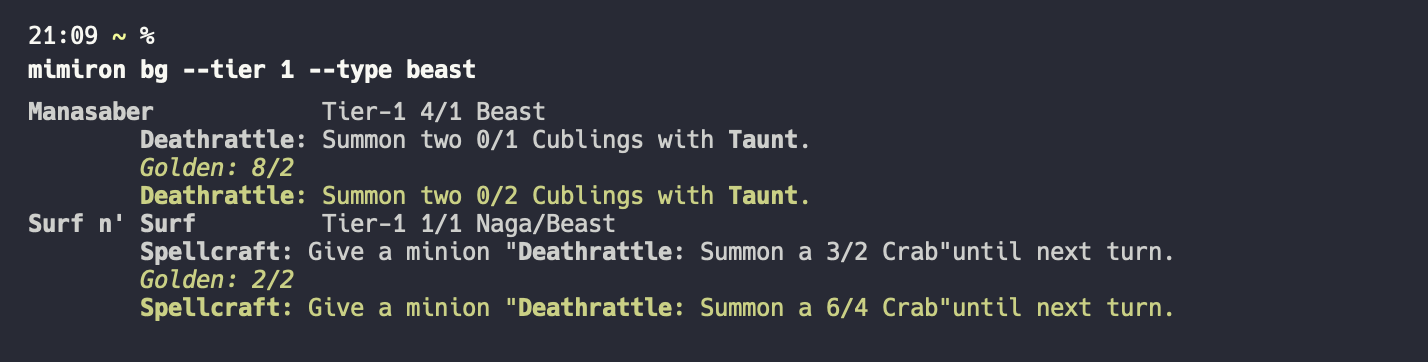 21:09 ~ %
mimiron bg --tier 1 --type beast
Manasaber Tier-1 4/1 Beast
Deathrattle: Summon two 0/1 Cublings with Taunt.
Golden: 8/2
Deathrattle: Summon two 0/2 Cublings with Taunt.
Surf n' Surf Tier-1 1/1 Naga/Beast
Spellcraft: Give a minion "Deathrattle: Summon a 3/2 Crab"until next turn.
Golden: 2/2
Spellcraft: Give a minion "Deathrattle: Summon a 6/4 Crab"until next turn.